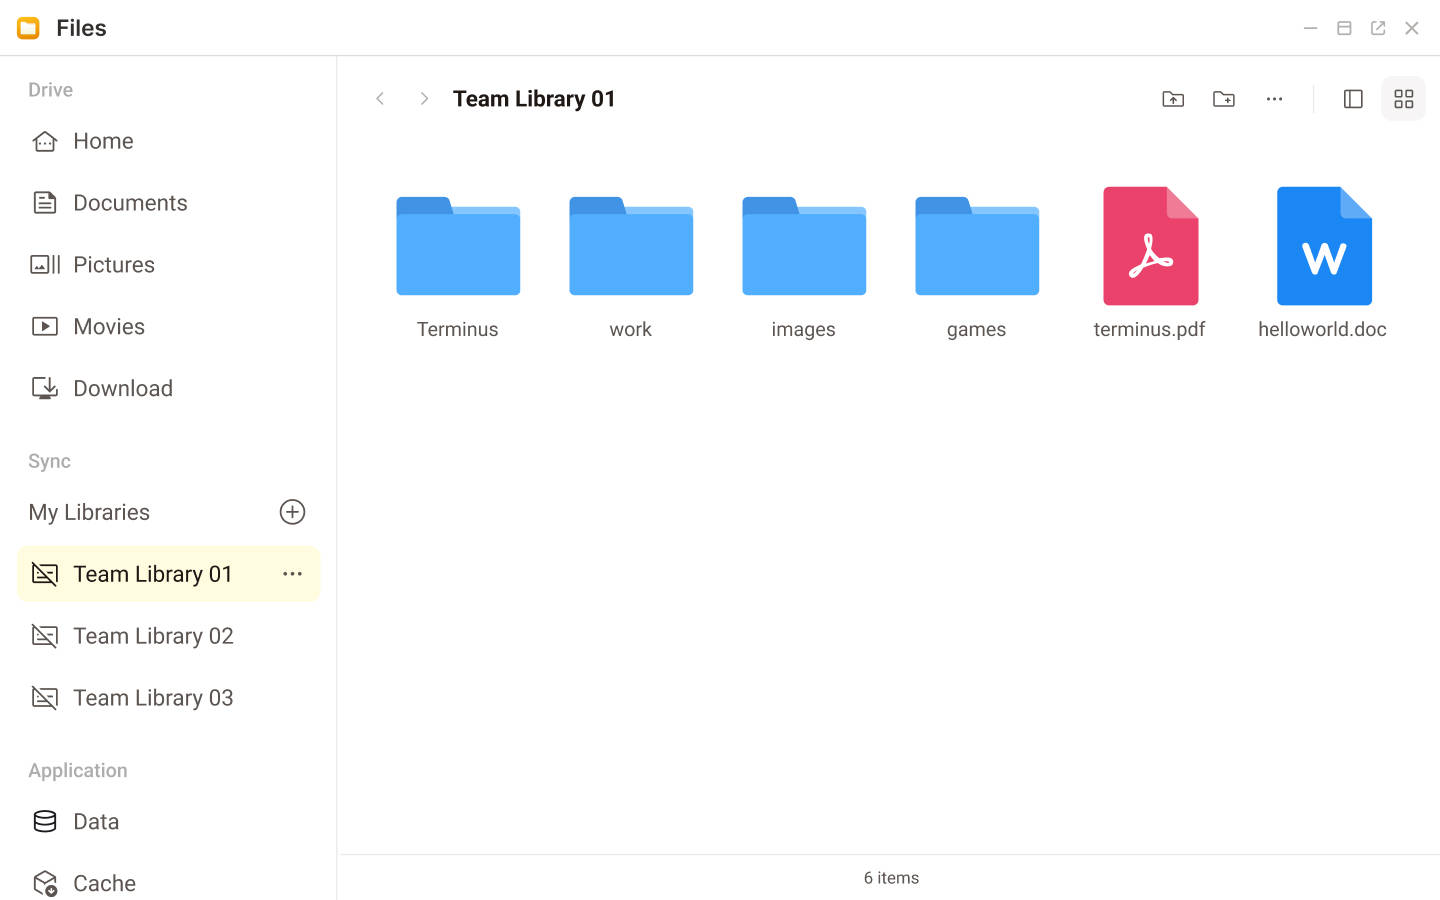 Files
Drive
Home
Documents
Pictures
Movies
Download
Sync
My Libraries
Team Library 01
Team Library 02
Team Library 03
Application
Data
Cache
Team Library 01
Terminus
work
images
games
terminus.pdf
W
helloworld.doc
6 items